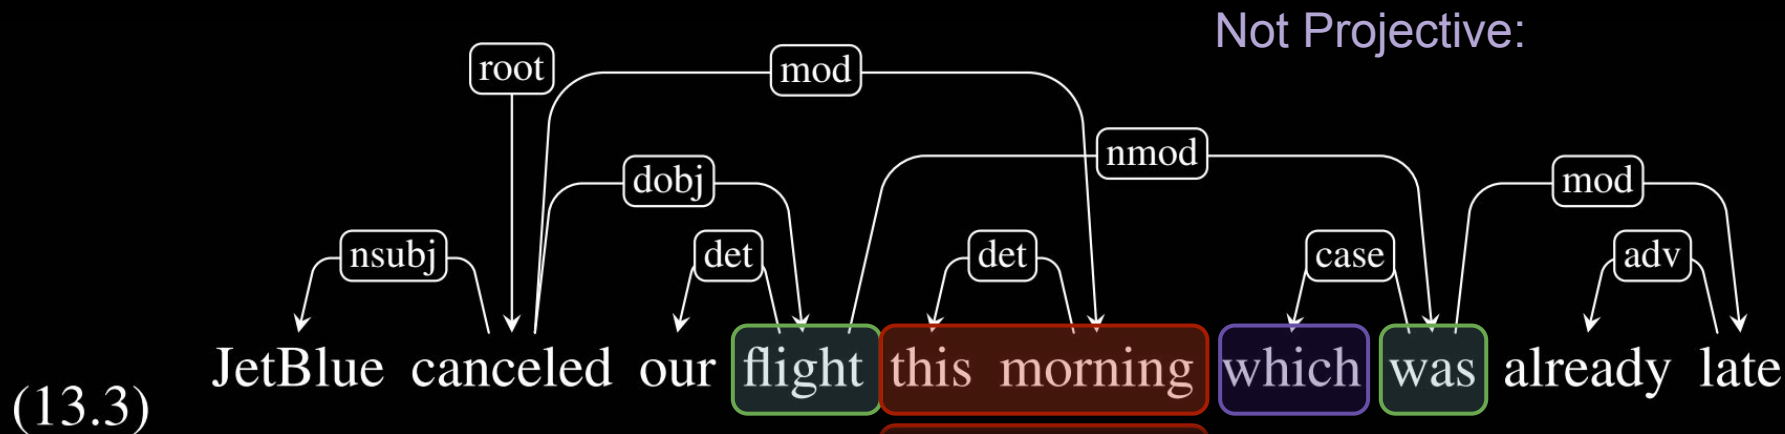 Not Projective:
root
mod
nmod
dobj
mod
nsubj
det
det
case
adv
JetBlue canceled our flight this morning which was already late
(13.3)